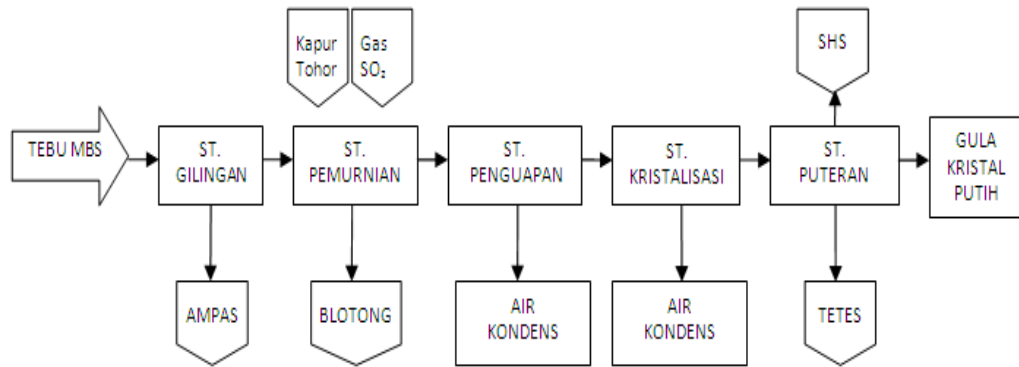 Kapur
Tohor
Gas
SO₂
SHS
TEBU MBS
ST.
GILINGAN
ST.
PEMURNIAN
ST.
PENGUAPAN
ST.
KRISTALISASI
ST.
PUTERAN
GULA
KRISTAL
PUTIH
AMPAS
BLOTONG
AIR
KONDENS
AIR
KONDENS
TETES